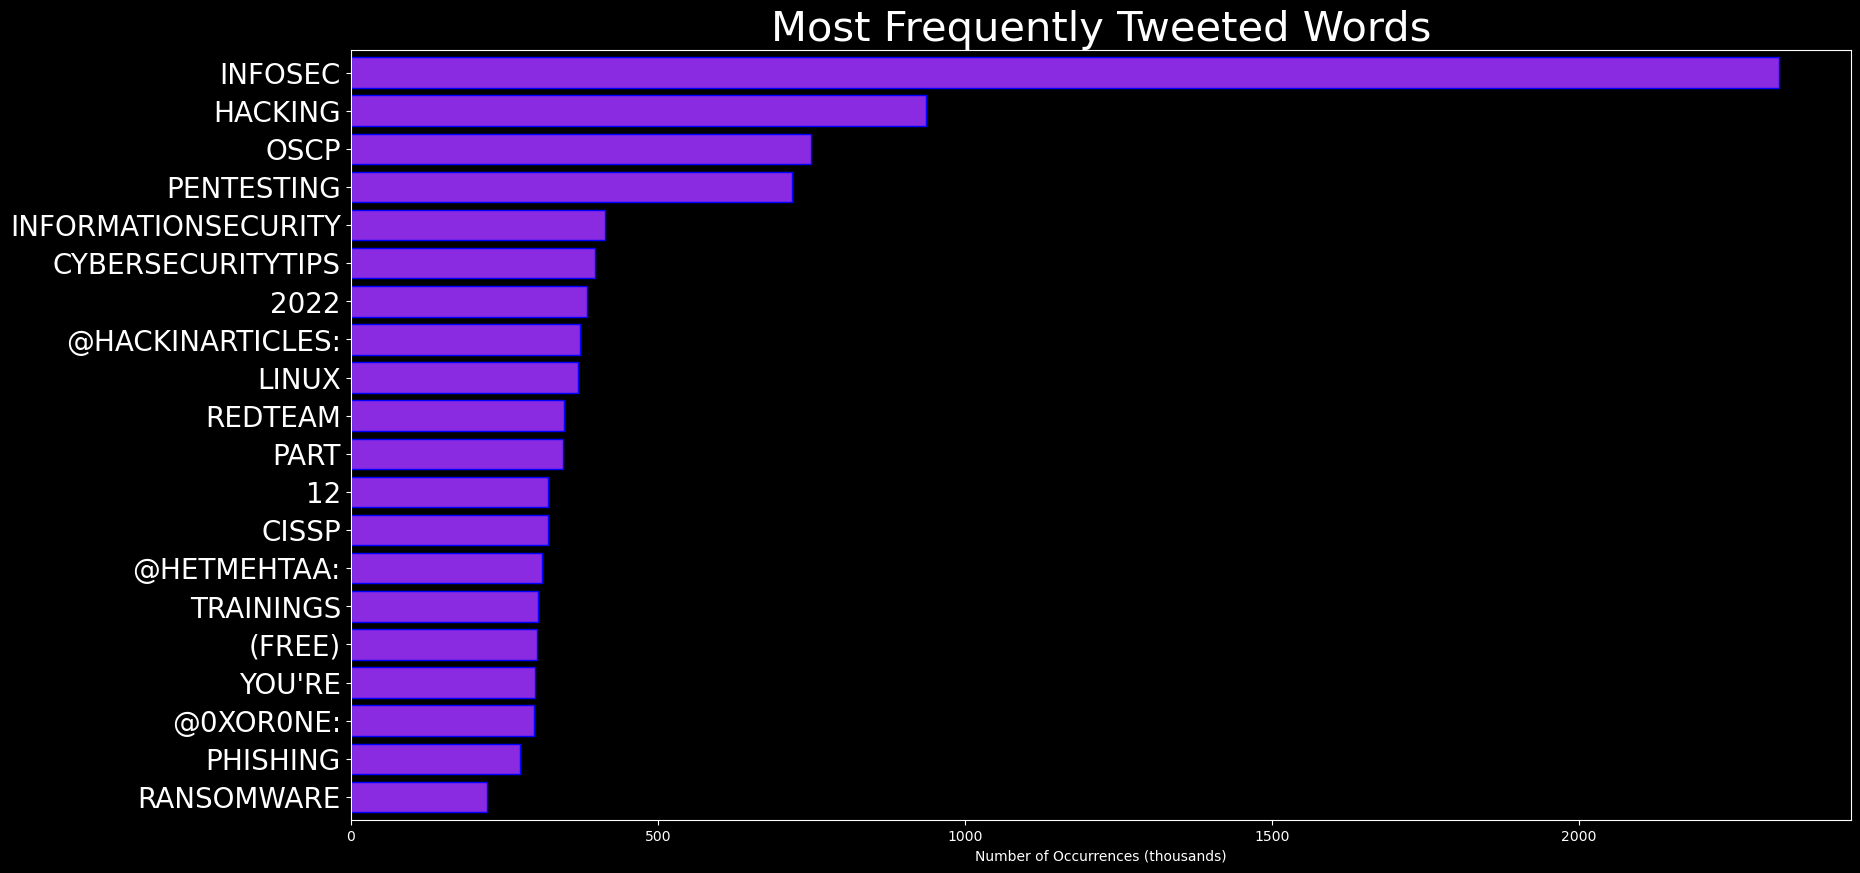 Most Frequently Tweeted Words
INFOSEC
HACKING
OSCP
PENTESTING
INFORMATIONSECURITY
CYBERSECURITYTIPS
2022
@HACKINARTICLES:
LINUX
REDTEAM
PART
12
CISSP
@HETMEHTAA:
TRAININGS
(FREE)
YOU'RE
@0XOR0NE:
PHISHING
RANSOMWARE
0 500 1000 1500 2000
Number of Occurrences (thousands)